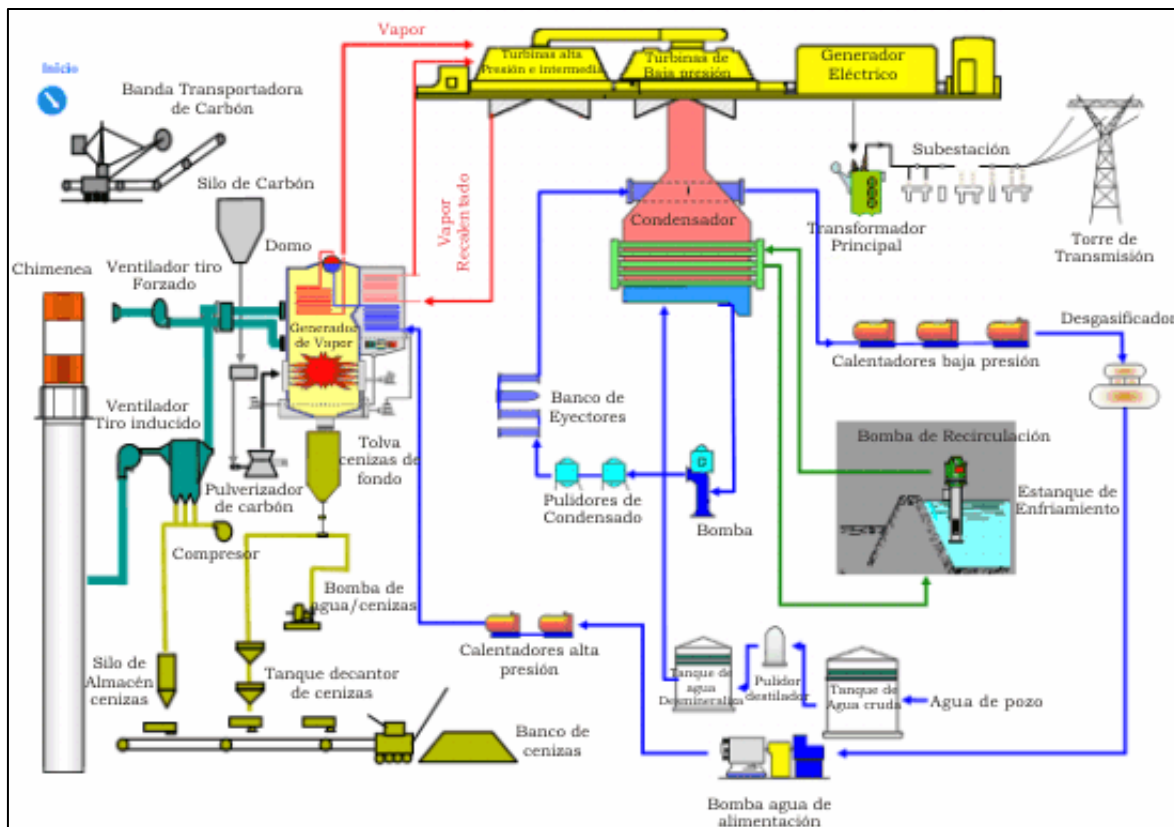 Vapor
Turbinas alta
Presión e intermedia
Turbinas de
Baja presión
Generador
Eléctrico
Inicio
Banda Transportadora
de Carbón
Silo de Carbón
Subestación
Vapor
Recalentado
Condensador
Transformador
Principal
Torre de
Transmisión
Domo
Chimenea
Ventilador tiro
Forzado
Generador
de Vapor
Desgasificador
Calentadores baja presión
Banco de
Eyectores
Ventilador
Tiro inducido
Bomba de Recirculación
Tolva
cenizas de
fondo
Pulverizador
de carbón
Pulidores de
Condensado
Bomba
Estanque de
Enfriamiento
Compresor
Bomba de
agua/cenizas
Calentadores alta
presión
Silo de
Almacén
cenizas
Tanque decantor
de cenizas
Tanque de
agua
Desmineraliza
Pulidor
destilador
Tanque de
Agua cruda
Agua de pozo
Banco de
cenizas
Bomba agua de
alimentación